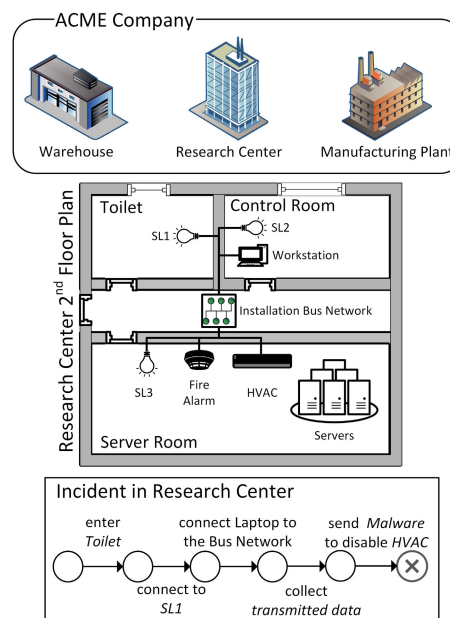 ACME Company
Warehouse
Research Center
Manufacturing Plant
Research Center 2nd Floor Plan
Toilet
Control Room
SL1
SL2
Workstation
Installation Bus Network
SL3
Fire
Alarm
HVAC
Servers
Server Room
Incident in Research Center
enter
Toilet
connect Laptop to
the Bus Network
send Malware
to disable HVAC
connect to
SL1
collect
transmitted data